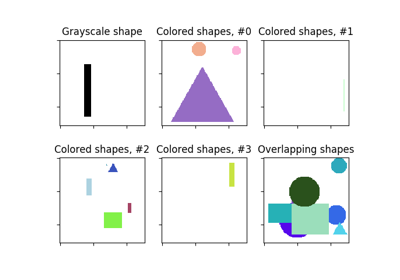 Grayscale shape
Colored shapes, #0
Colored shapes, #1
Colored shapes, #2
Colored shapes, #3
Overlapping shapes